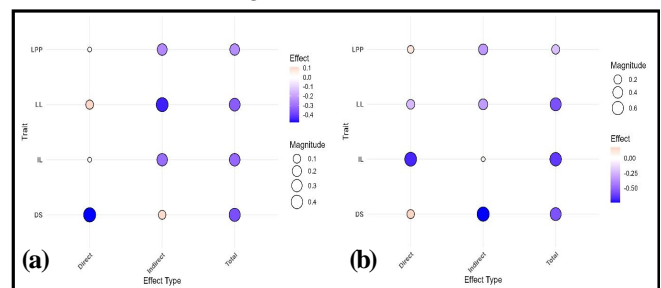 LPP
LL
IL
DS
Trait
Direct
Indirect
Total
Effect Type
Effect
0.1
0.0
-0.1
-0.2
-0.3
-0.4
Magnitude
0.1
0.2
0.3
0.4
(a)
LPP
LL
IL
DS
Trait
Direct
Indirect
Total
Effect Type
Magnitude
0.2
0.4
0.6
Effect
0.00
-0.25
-0.50
(b)